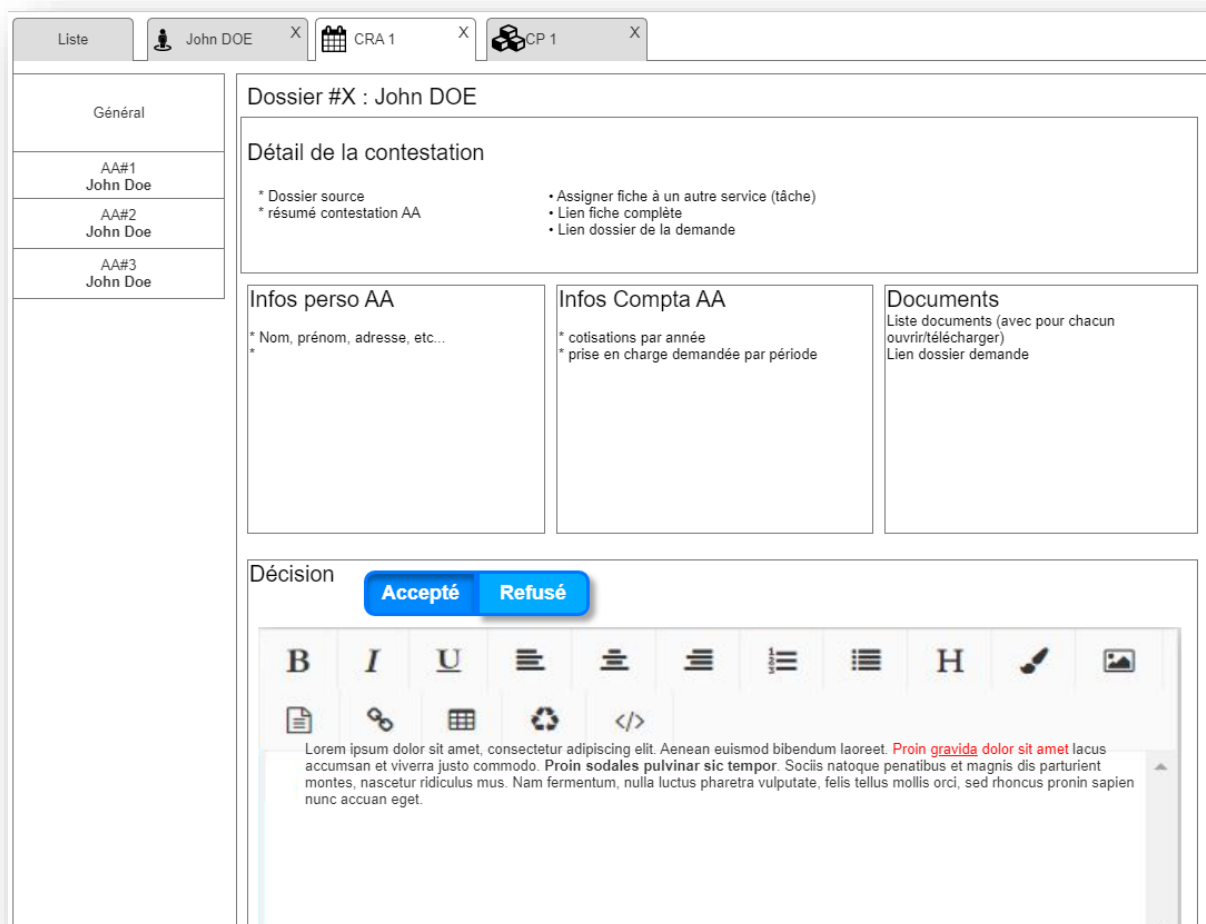 Liste
John DOE X
CRA 1 X
CP 1 X
Général
AA#1
John Doe
AA#2
John Doe
AA#3
John Doe
Dossier #X : John DOE
Détail de la contestation
* Dossier source
* résumé contestation AA
• Assigner fiche à un autre service (tâche)
• Lien fiche complète
• Lien dossier de la demande
Infos perso AA
* Nom, prénom, adresse, etc...
*
Infos Compta AA
* cotisations par année
* prise en charge demandée par période
Documents
Liste documents (avec pour chacun
ouvrir/télécharger)
Lien dossier demande
Décision
Accepté Refusé
B I U H
</>
Lorem ipsum dolor sit amet, consectetur adipiscing elit. Aenean euismod bibendum laoreet. Proin gravida dolor sit amet lacus
accumsan et viverra justo commodo. Proin sodales pulvinar sic tempor. Sociis natoque penatibus et magnis dis parturient
montes, nascetur ridiculus mus. Nam fermentum, nulla luctus pharetra vulputate, felis tellus mollis orci, sed rhoncus pronin sapien
nunc accuan eget.